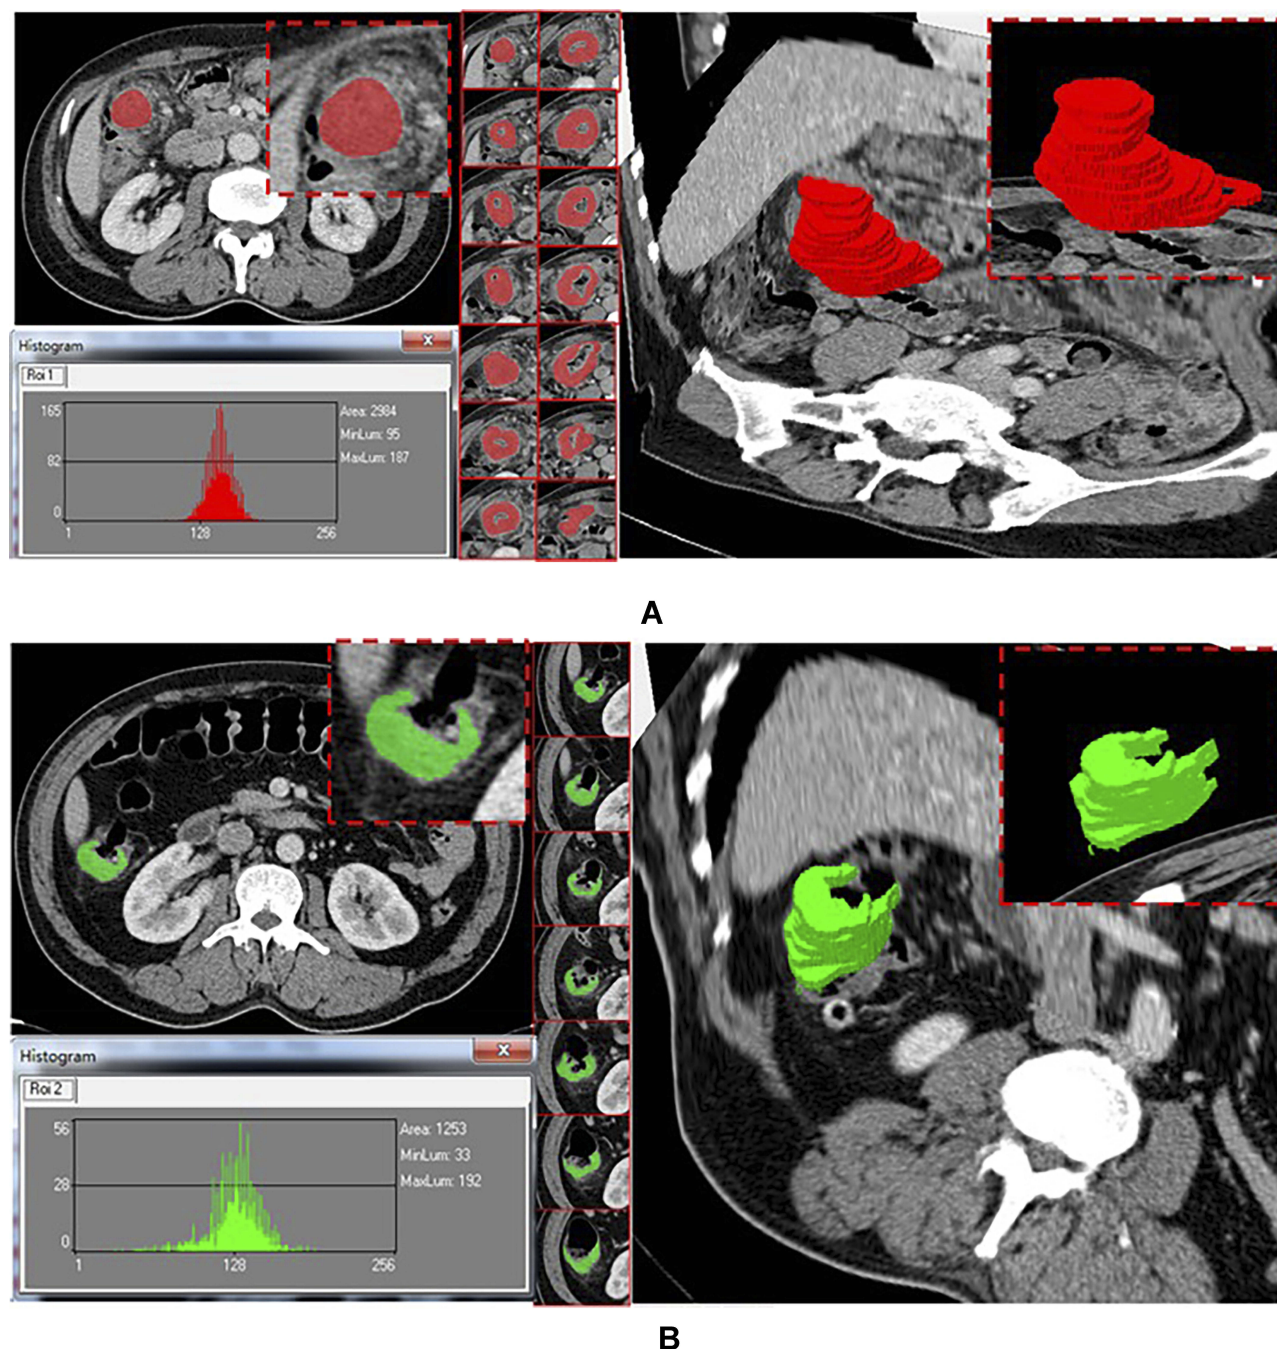 Histogram
Roi 1
165
82
0
1
128
256
Area: 2984
MinLum: 95
MaxLum: 187
A
Histogram
Roi 2
56
28
0
1
128
256
Area: 1253
MinLum: 33
MaxLum: 192
B